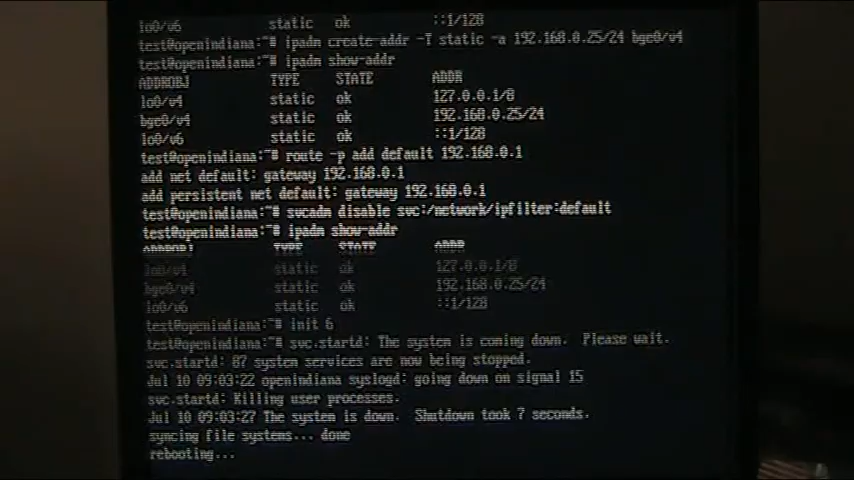 lo0/v6 static ok ::1/128
test@openindiana:~# ipadm create-addr -T static -a 192.168.0.25/24 bge0/v4
test@openindiana:~# ipadm show-addr
ADDROBJ TYPE STATE ADDR
lo0/v4 static ok 127.0.0.1/8
bge0/v4 static ok 192.168.0.25/24
lo0/v6 static ok ::1/128
test@openindiana:~# route -p add default 192.168.0.1
add net default: gateway 192.168.0.1
add persistent net default: gateway 192.168.0.1
test@openindiana:~# svcadm disable svc:/network/ipfilter:default
test@openindiana:~# ipadm show-addr
ADDROBJ TYPE STATE ADDR
lo0/v4 static ok 127.0.0.1/8
bge0/v4 static ok 192.168.0.25/24
lo0/v6 static ok ::1/128
test@openindiana:~# init 6
test@openindiana:~# svc.startd: The system is coming down.  Please wait.
svc.startd: 87 system services are now being stopped.
Jul 10 09:03:22 openindiana syslogd: going down on signal 15
svc.startd: Killing user processes.
Jul 10 09:03:27 The system is down.  Shutdown took 7 seconds.
syncing file systems... done
rebooting...